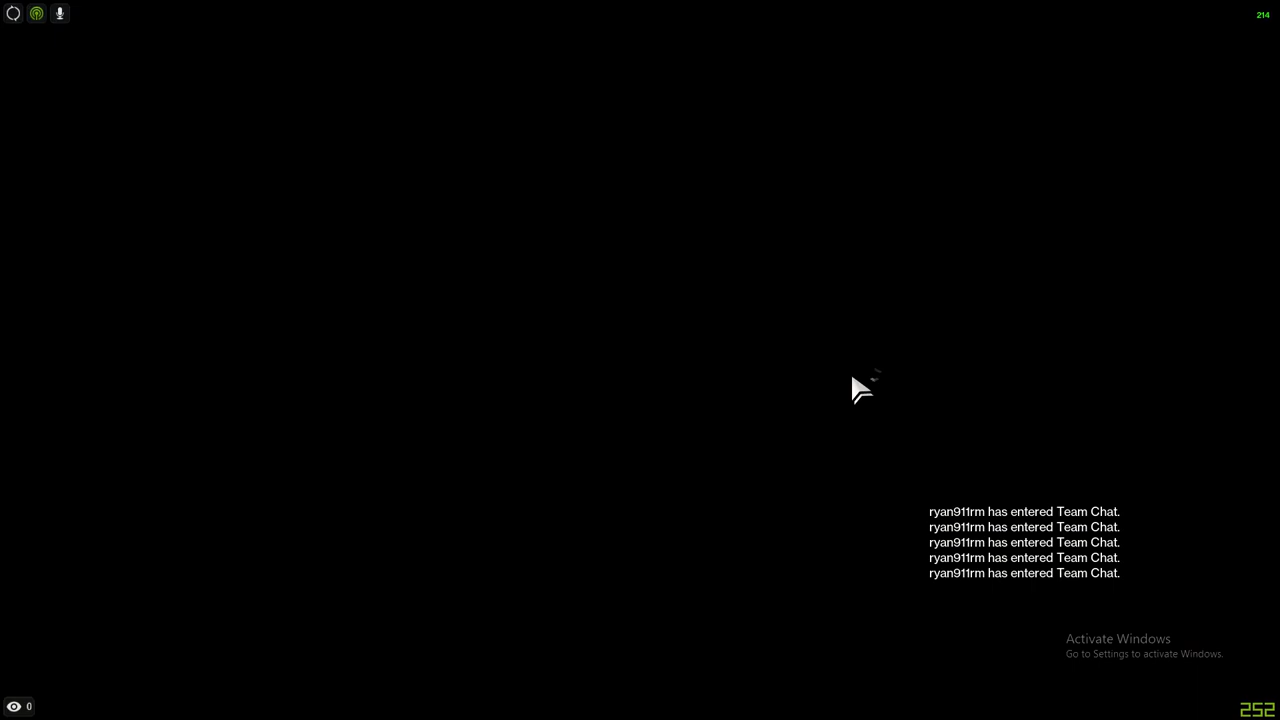 214
ryan911rm has entered Team Chat.
ryan911rm has entered Team Chat.
ryan911rm has entered Team Chat.
ryan911rm has entered Team Chat.
ryan911rm has entered Team Chat.
Activate Windows
Go to Settings to activate Windows.
0
252